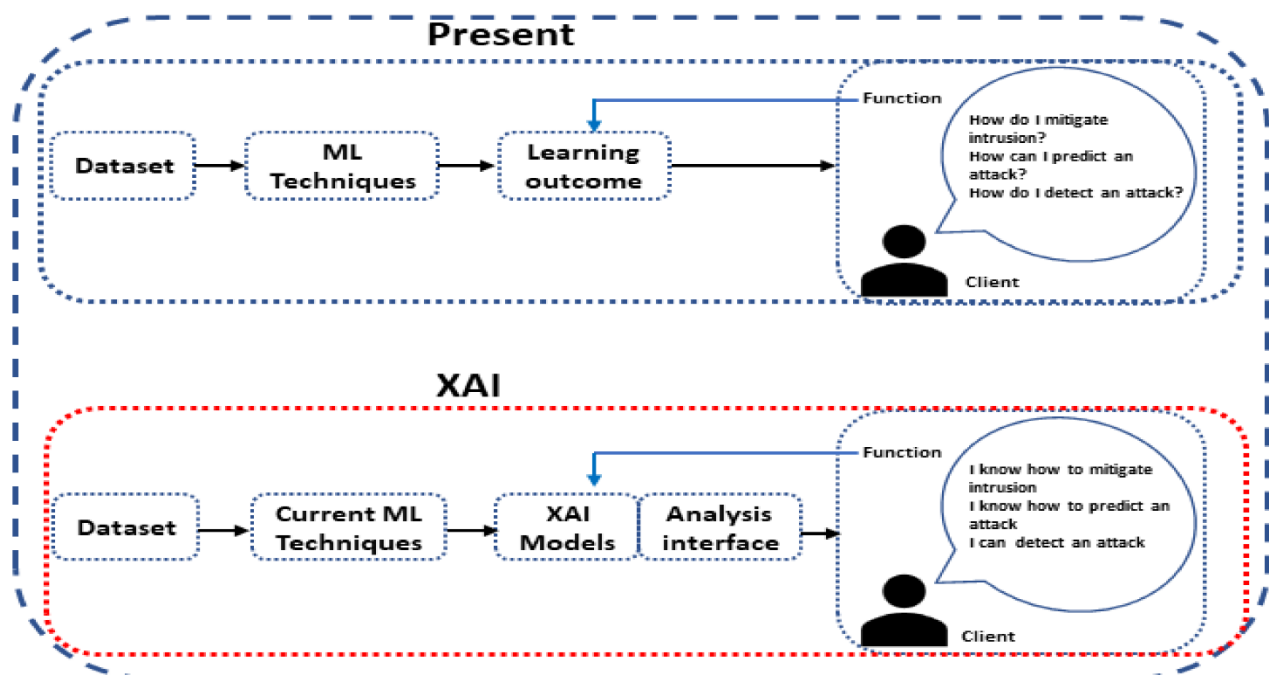 Present
Function
How do I mitigate
intrusion?
How can I predict an
attack?
How do I detect an attack?
Dataset
ML
Techniques
Learning
outcome
Client
XAI
Function
I know how to mitigate
intrusion
I know how to predict an
attack
I can detect an attack
Dataset
Current ML
Techniques
XAI
Models
Analysis
interface
Client